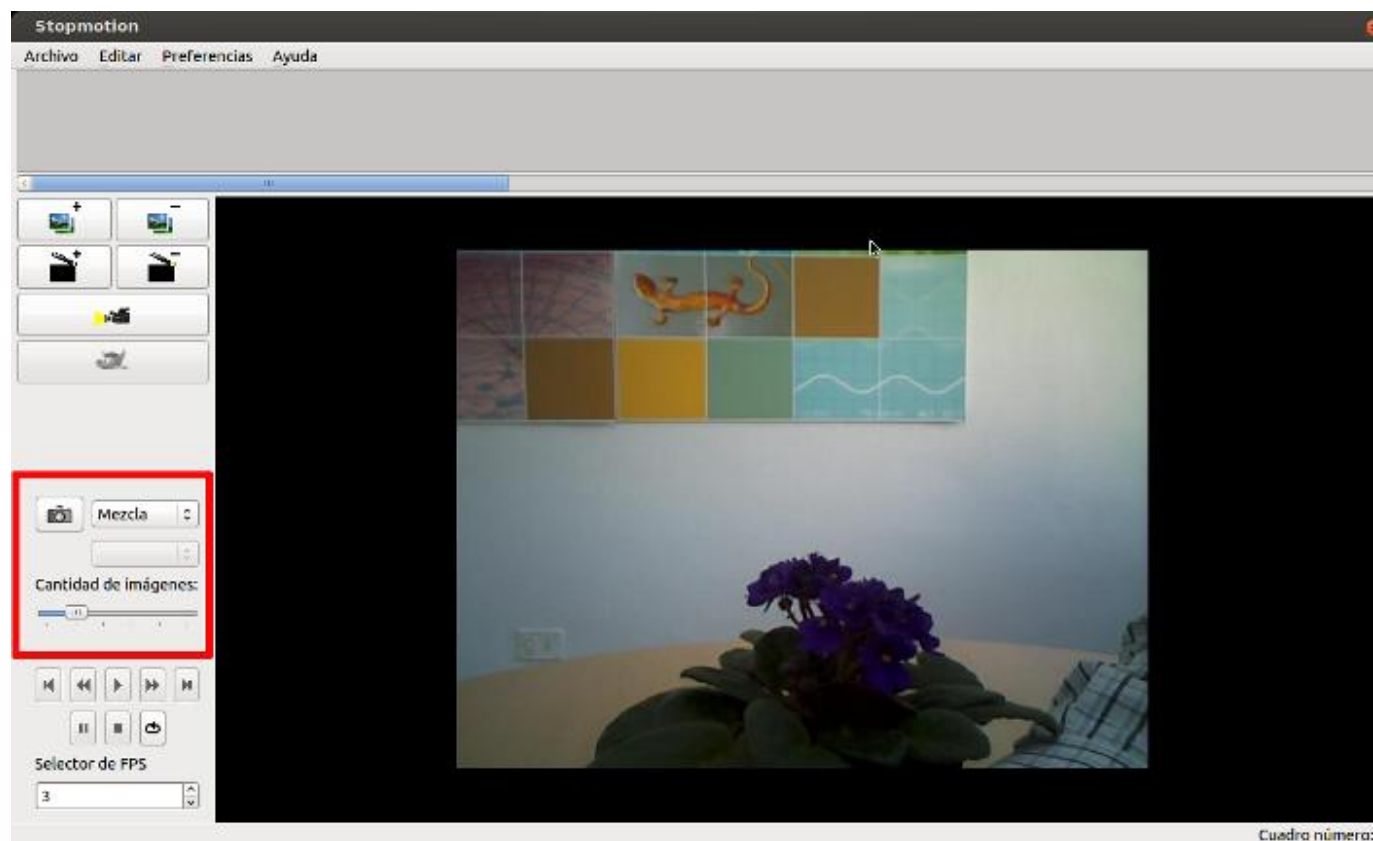 Stopmotion
Archivo Editar Preferencias Ayuda
Mezcla
Cantidad de imágenes:
Selector de FPS
3
Cuadro número: